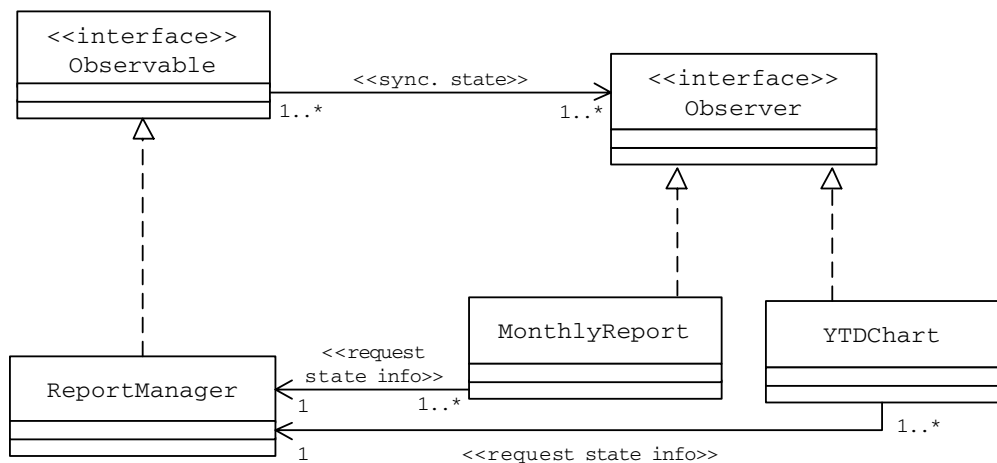 <<interface>>
Observable
<<sync. state>>
1..*
1..*
<<interface>>
Observer
MonthlyReport
YTDChart
<<request
state info>>
ReportManager
1
1..*
1..*
1
<<request state info>>